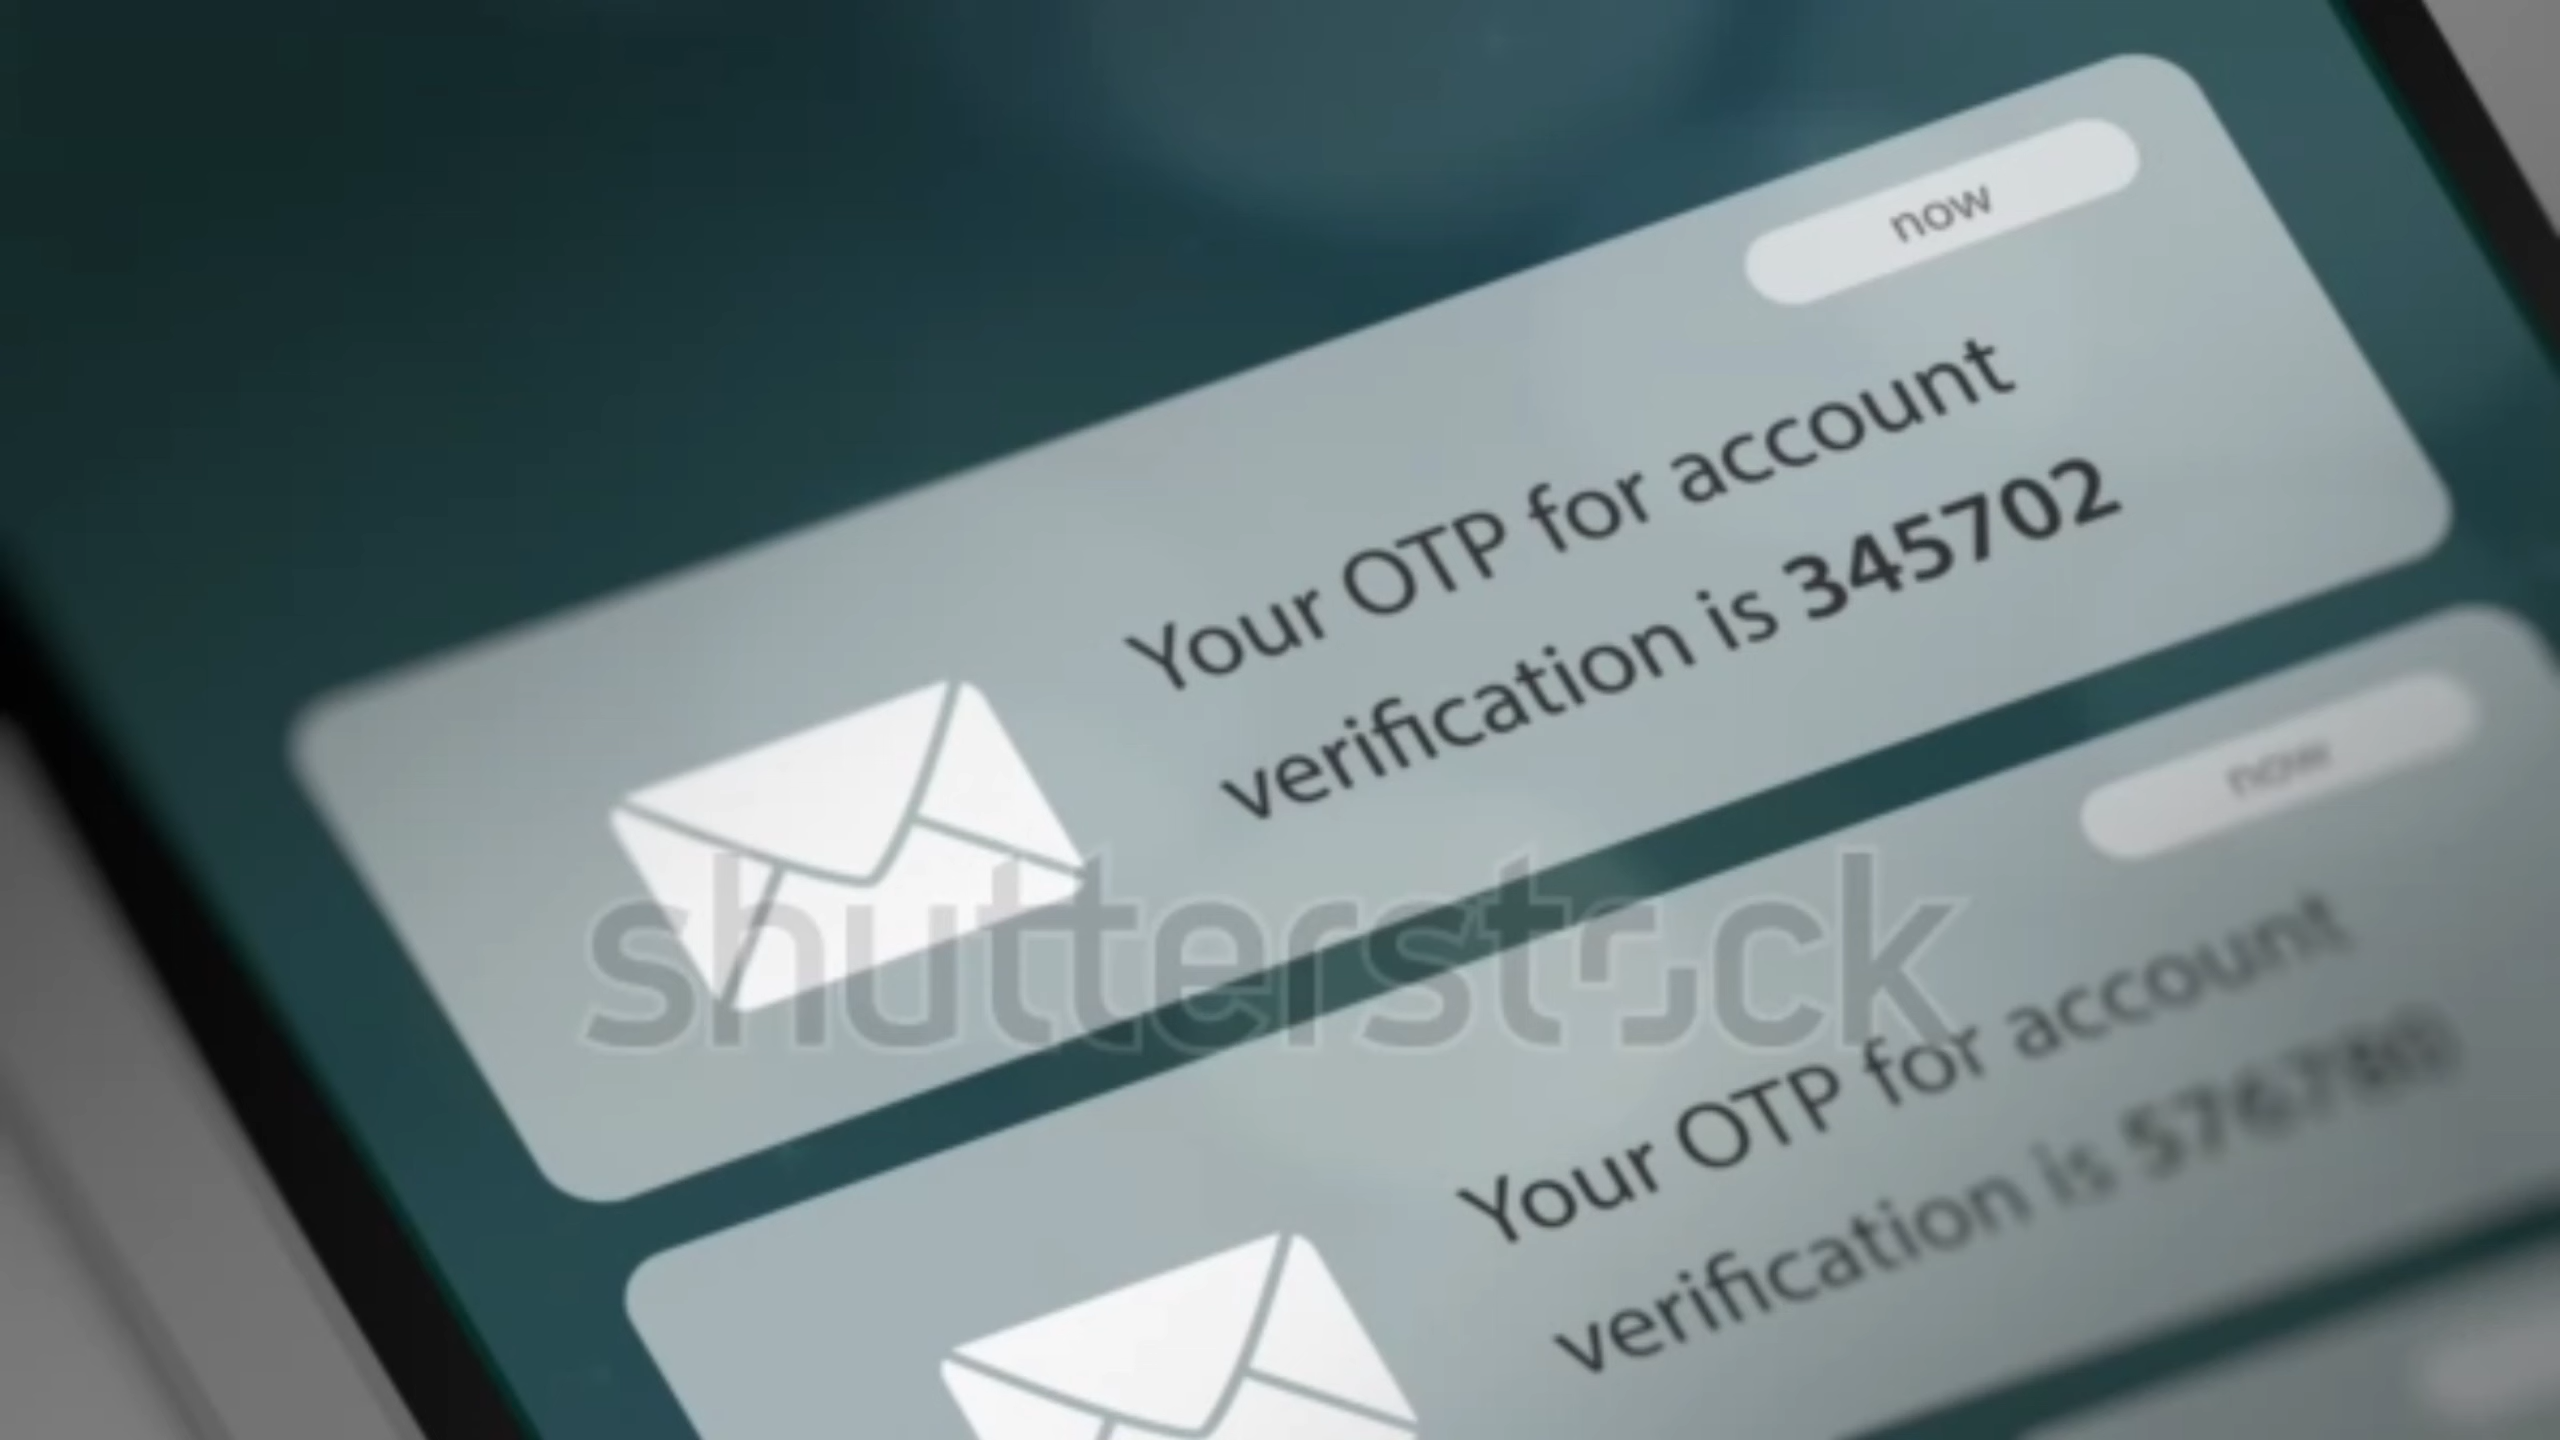 now
Your OTP for account
verification is 345702
now
Your OTP for account
verification is
shutterstock